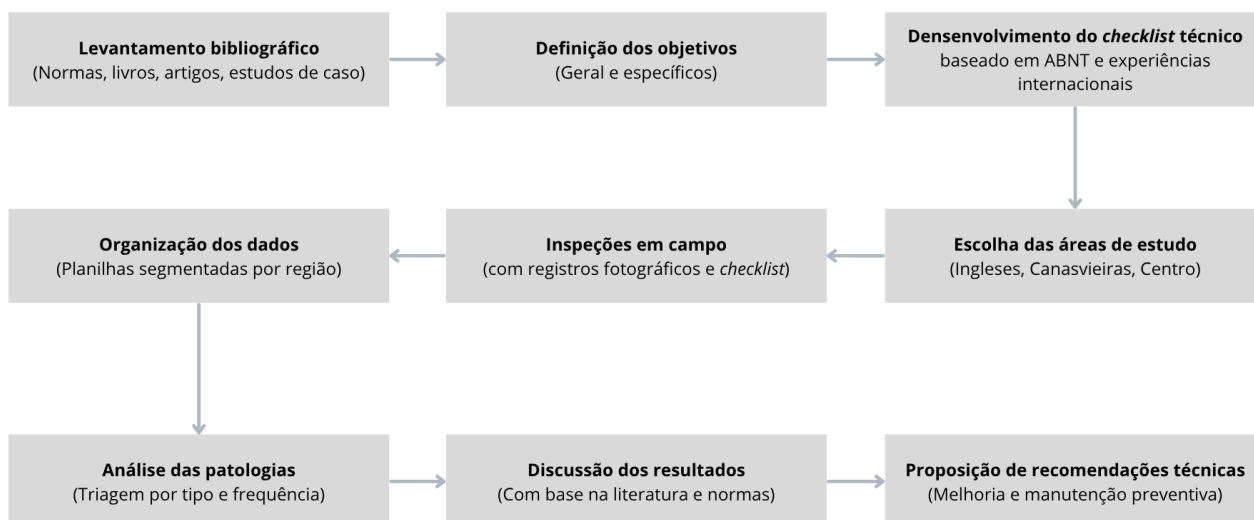 Levantamento bibliográfico
(Normas, livros, artigos, estudos de caso)
Definição dos objetivos
(Geral e específicos)
Densenvolvimento do checklist técnico
baseado em ABNT e experiências
internacionais
Escolha das áreas de estudo
(Ingleses, Canasvieiras, Centro)
Inspeções em campo
(com registros fotográficos e checklist)
Organização dos dados
(Planilhas segmentadas por região)
Análise das patologias
(Triagem por tipo e frequência)
Discussão dos resultados
(Com base na literatura e normas)
Proposição de recomendações técnicas
(Melhoria e manutenção preventiva)